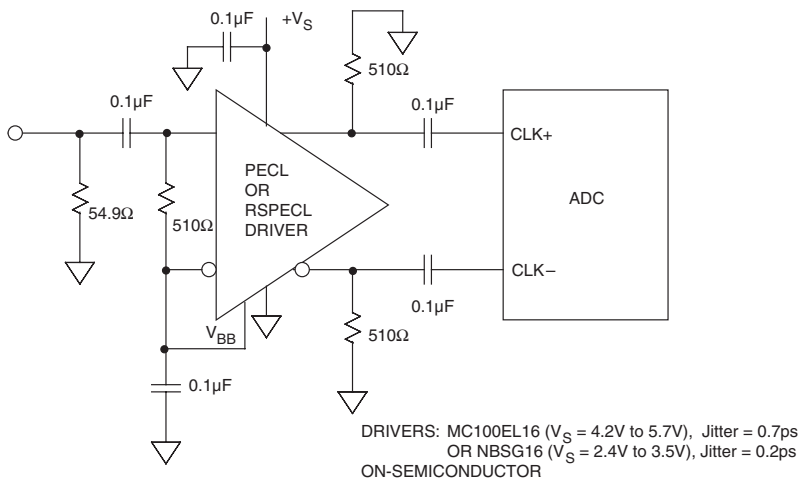 0.1µF
+VS
510Ω
0.1µF
0.1µF
CLK+
PECL
OR
RSPECL
DRIVER
ADC
54.9Ω
510Ω
CLK–
0.1µF
VBB
510Ω
0.1µF
DRIVERS: MC100EL16 (VS = 4.2V to 5.7V), Jitter = 0.7ps
OR NBSG16 (VS = 2.4V to 3.5V), Jitter = 0.2ps
ON-SEMICONDUCTOR